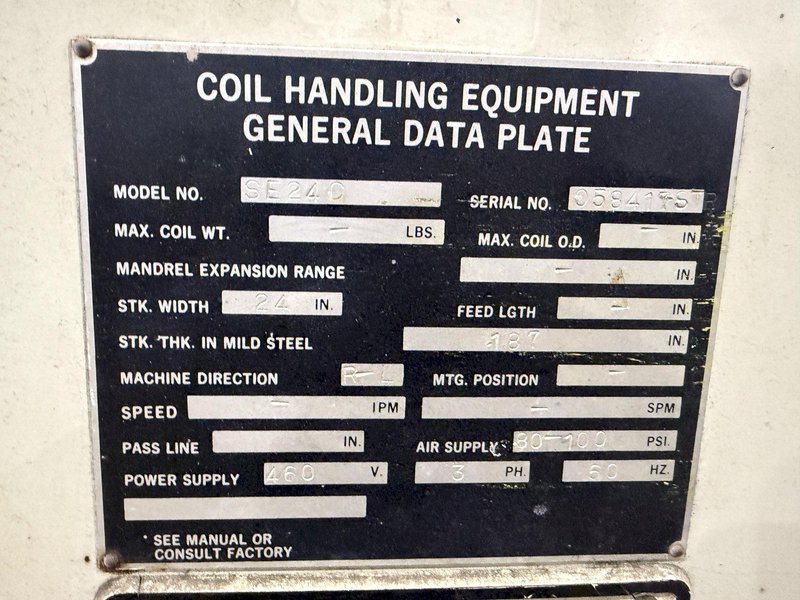 COIL HANDLING EQUIPMENT
GENERAL DATA PLATE
MODEL NO. SE24C SERIAL NO.
MAX. COIL WT. - LBS. MAX. COIL O.D. - IN.
MANDREL EXPANSION RANGE - IN.
STK. WIDTH 24 IN. FEED LGTH - IN.
STK. THK. IN MILD STEEL .187 IN.
MACHINE DIRECTION R-L MTG. POSITION -
SPEED - IPM - SPM
PASS LINE IN. AIR SUPPLY 80-100 PSI.
POWER SUPPLY 460 V. 3 PH. 60 HZ.
* SEE MANUAL OR
CONSULT FACTORY